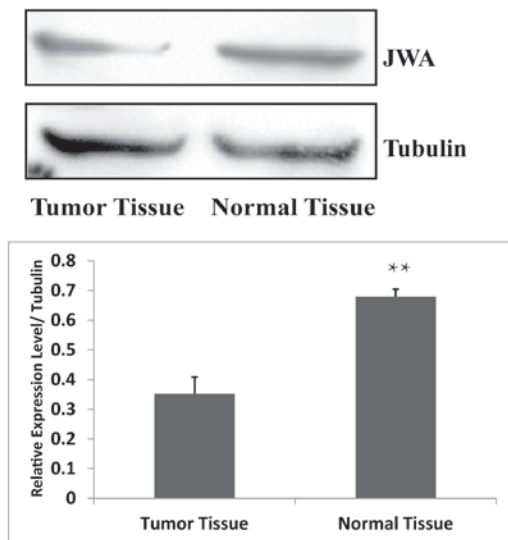 JWA
Tubulin
Tumor Tissue Normal Tissue
Relative Expression Level/ Tubulin
0.8
0.7
0.6
0.5
0.4
0.3
0.2
0.1
0
**
Tumor Tissue Normal Tissue